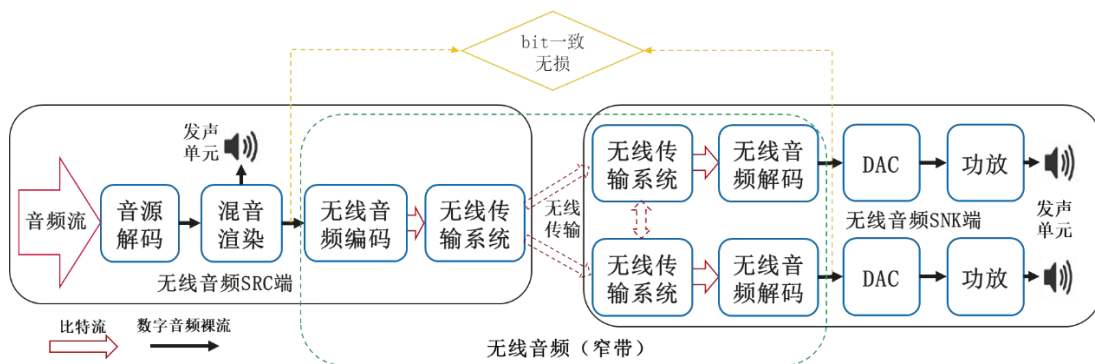 bit一致
无损
发声
单元
音频流
音源
解码
混音
渲染
无线音
频编码
无线传
输系统
无线
传输
无线传
输系统
无线音
频解码
DAC
功放
无线音频SNK端
发声
单元
无线传
输系统
无线音
频解码
DAC
功放
无线音频SRC端
比特流
数字音频裸流
无线音频（窄带）